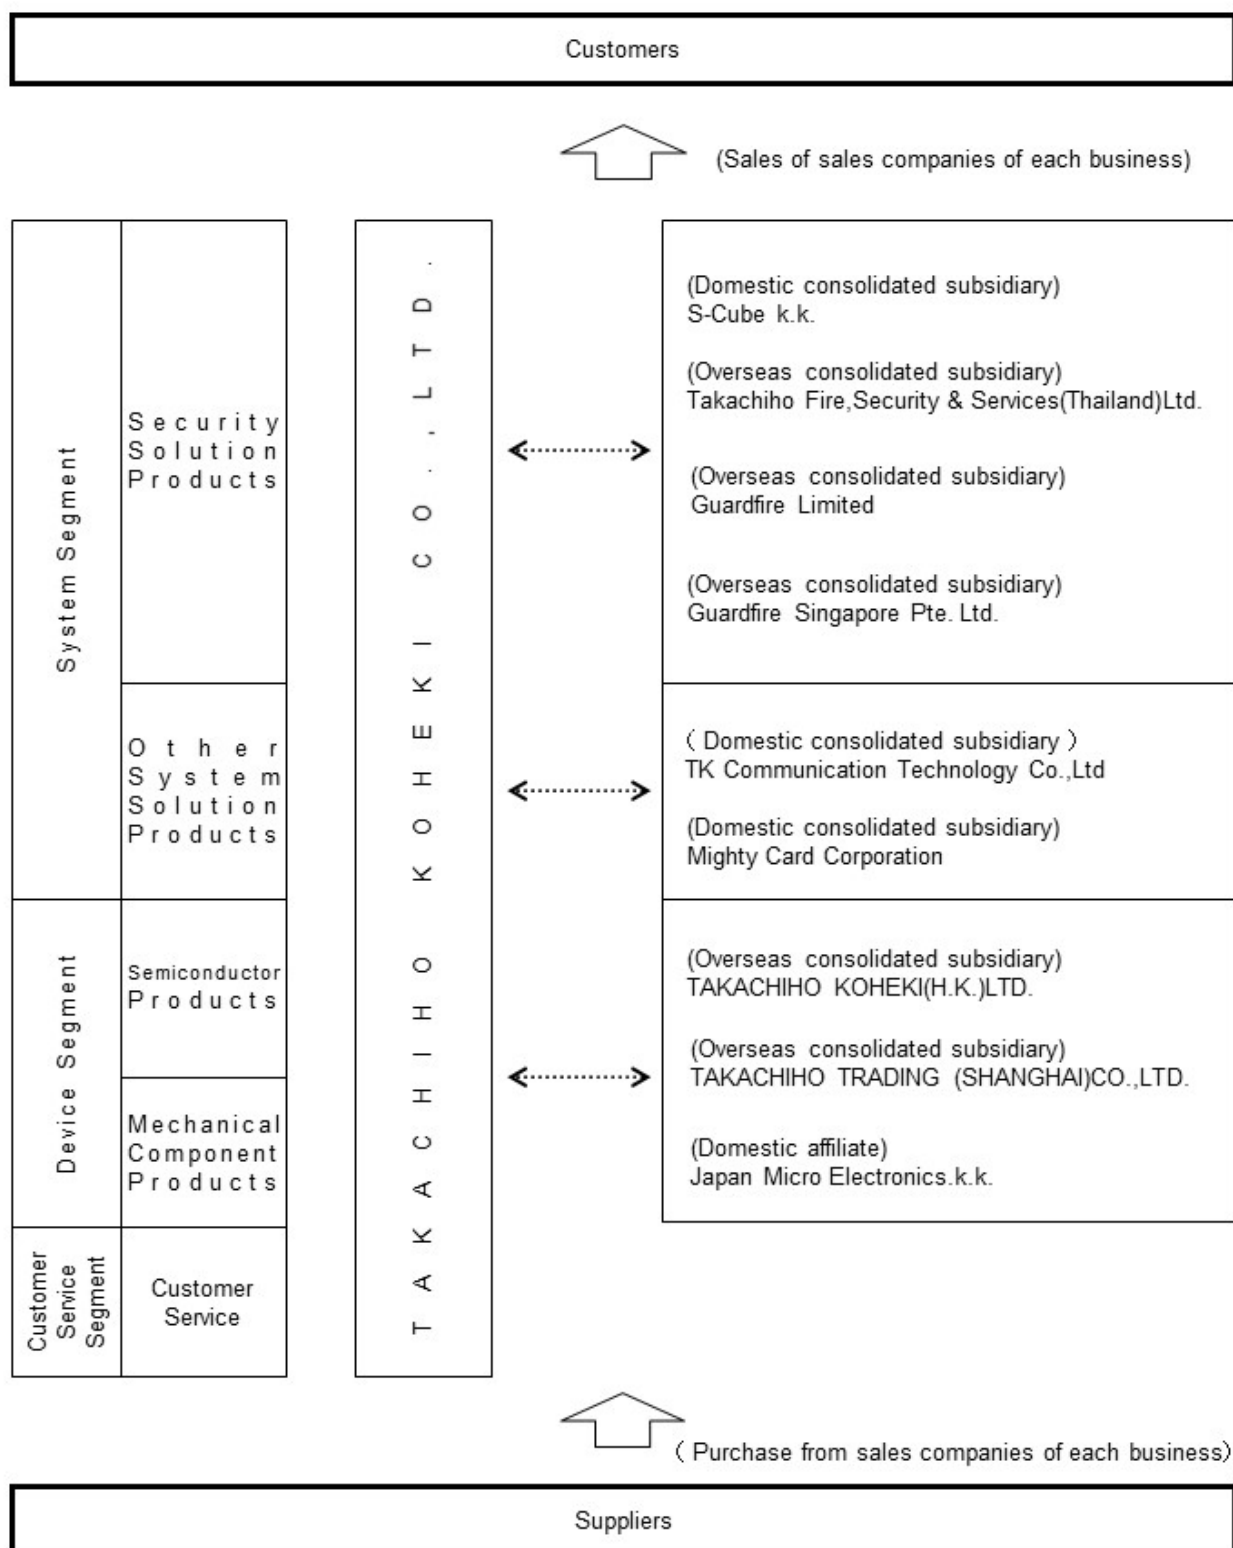 Customers
(Sales of sales companies of each business)
System Segment
Security
Solution
Products
Other
System
Solution
Products
Device Segment
Semiconductor
Products
Mechanical
Component
Products
Customer
Service
Segment
Customer
Service
TAKACHIHO KOHEKI CO.,LTD.
(Domestic consolidated subsidiary)
S-Cube k.k.
(Overseas consolidated subsidiary)
Takachiho Fire,Security & Services(Thailand)Ltd.
(Overseas consolidated subsidiary)
Guardfire Limited
(Overseas consolidated subsidiary)
Guardfire Singapore Pte. Ltd.
（Domestic consolidated subsidiary）
TK Communication Technology Co.,Ltd
(Domestic consolidated subsidiary)
Mighty Card Corporation
(Overseas consolidated subsidiary)
TAKACHIHO KOHEKI(H.K.)LTD.
(Overseas consolidated subsidiary)
TAKACHIHO TRADING (SHANGHAI)CO.,LTD.
(Domestic affiliate)
Japan Micro Electronics.k.k.
（Purchase from sales companies of each business)
Suppliers